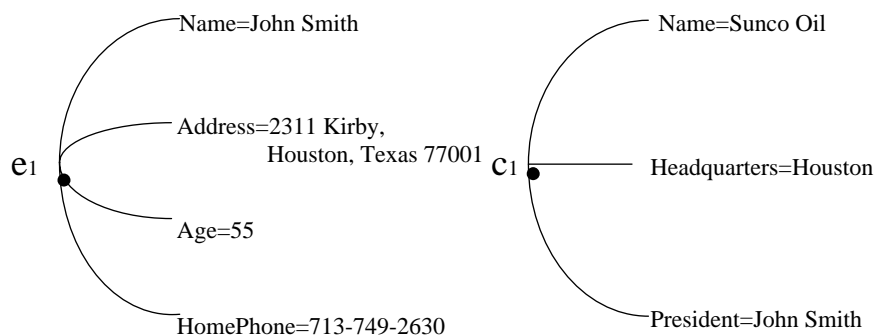 Name=John Smith
Address=2311 Kirby,
Houston, Texas 77001
e1
Age=55
HomePhone=713-749-2630
Name=Sunco Oil
c1
Headquarters=Houston
President=John Smith